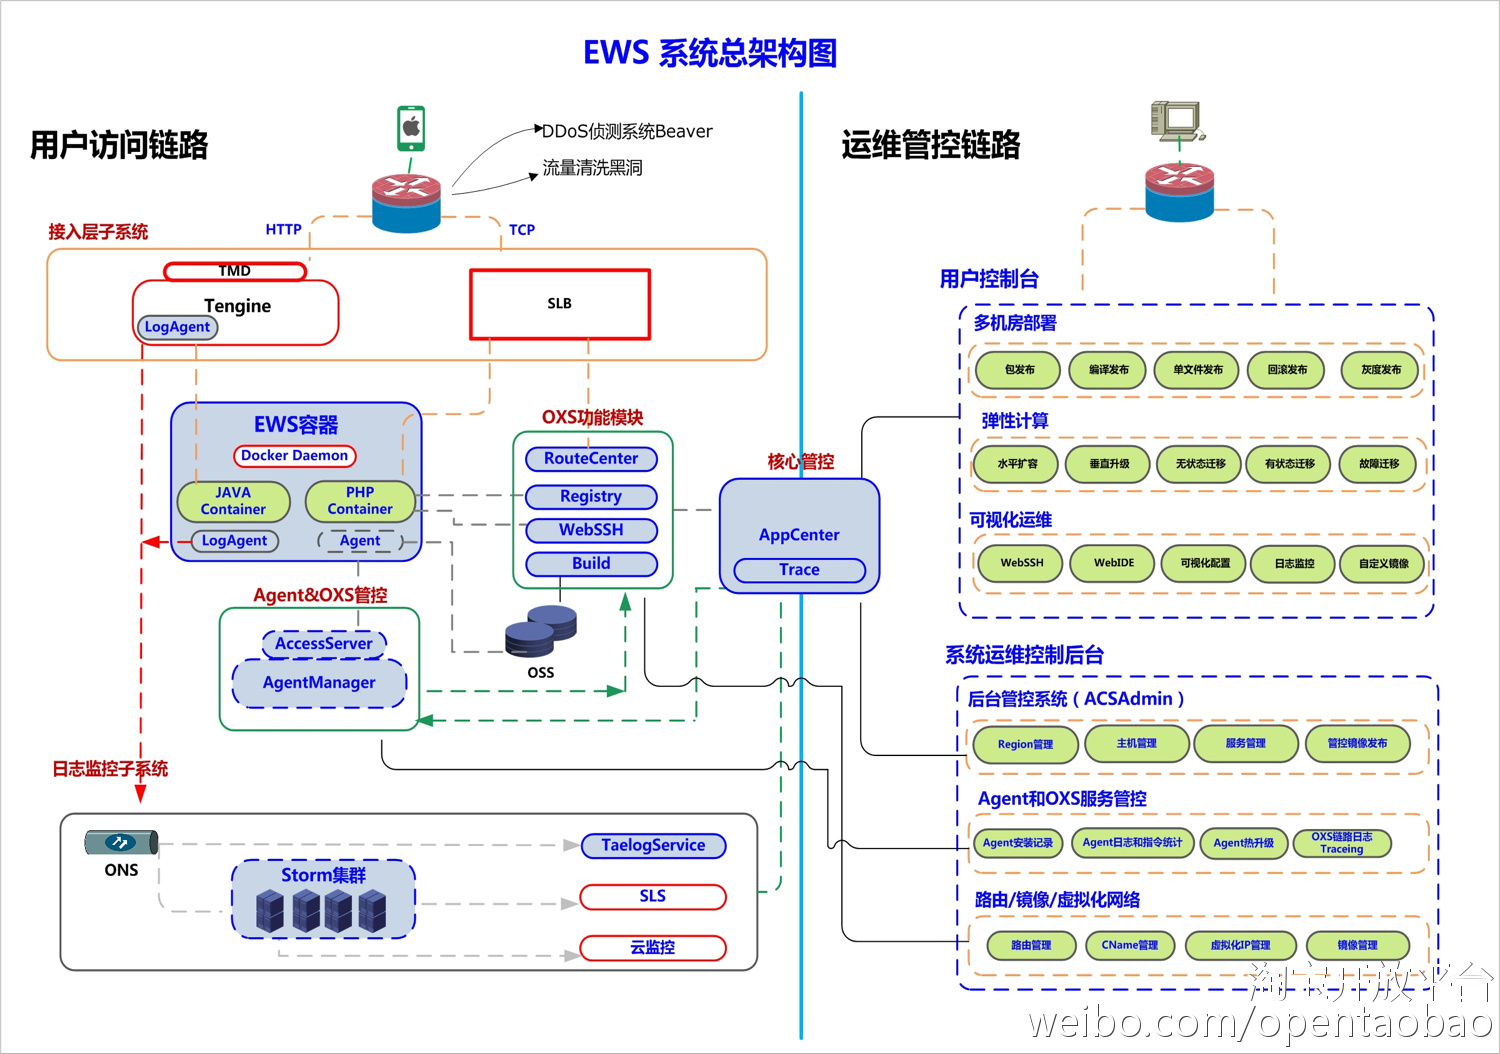 EWS 系统总架构图
用户访问链路
DDoS侦测系统Beaver
流量清洗黑洞
接入层子系统
HTTP
TCP
TMD
Tengine
LogAgent
SLB
EWS容器
Docker Daemon
JAVA
Container
PHP
Container
LogAgent
Agent
OXS功能模块
RouteCenter
Registry
WebSSH
Build
核心管控
AppCenter
Trace
Agent&OXS管控
AccessServer
AgentManager
OSS
日志监控子系统
ONS
Storm集群
TaelogService
SLS
云监控
运维管控链路
用户控制台
多机房部署
包发布
编译发布
单文件发布
回滚发布
灰度发布
弹性计算
水平扩容
垂直升级
无状态迁移
有状态迁移
故障迁移
可视化运维
WebSSH
WebIDE
可视化配置
日志监控
自定义镜像
系统运维控制后台
后台管控系统（ACSAdmin）
Region管理
主机管理
服务管理
管控镜像发布
Agent和OXS服务管控
Agent安装记录
Agent日志和指令统计
Agent热升级
OXS链路日志
Traceing
路由/镜像/虚拟化网络
路由管理
CName管理
虚拟化IP管理
镜像管理
淘宝开放平台
weibo.com/opentaobao